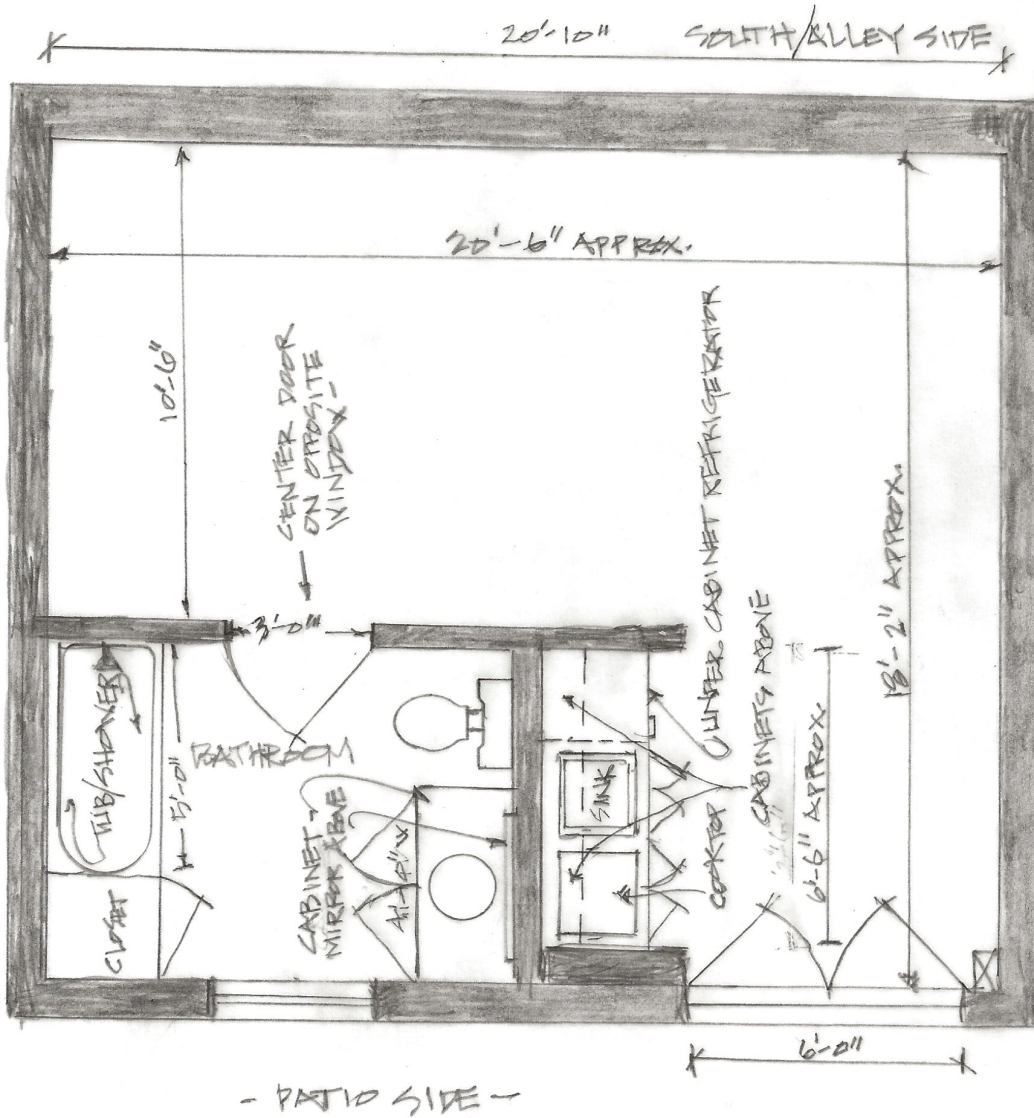 20'-10"
SOUTH/ALLEY SIDE
20'-6" APPROX.
10'-6"
CENTER DOOR
ON OPPOSITE
WINDOW-
UNDER CABINET REFRIGERATOR
18'-2" APPROX.
3'-0"
TUB/SHOWER
BATHROOM
5'-0"
CABINET-
MIRROR ABOVE
4'-0"
SINK
COOKTOP
CABINETS ABOVE
6'-6" APPROX.
CLOSET
6'-0"
- PATIO SIDE -